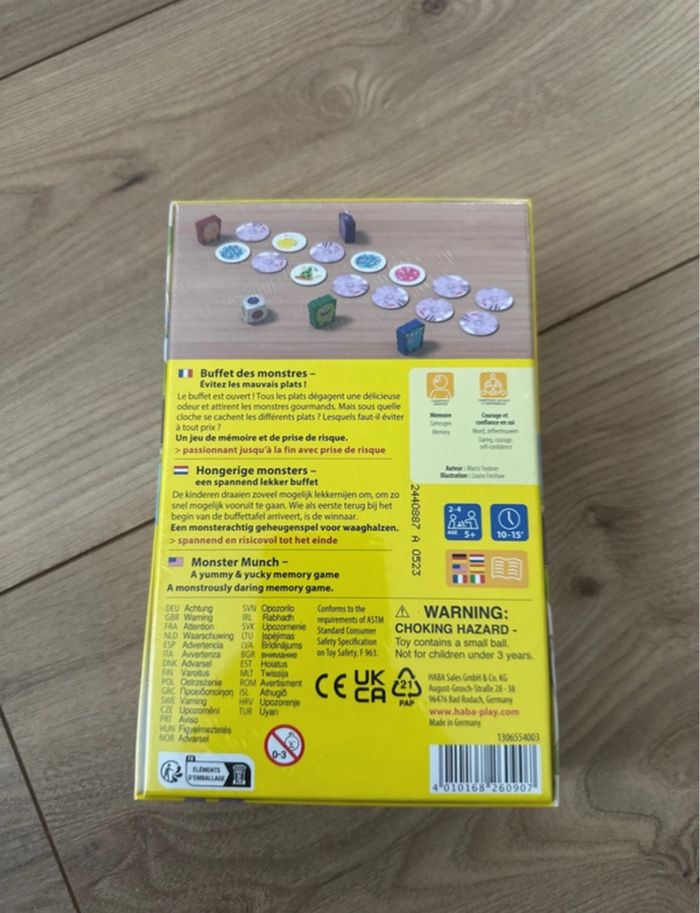 Buffet des monstres –
Évitez les mauvais plats !
Le buffet est ouvert ! Tous les plats dégagent une délicieuse
odeur et attirent les monstres gourmands. Mais sous quelle
cloche se cachent les différents plats ? Lesquels faut-il éviter
à tout prix ?
Un jeu de mémoire et de prise de risque.
> passionnant jusqu'à la fin avec prise de risque
Hongerige monsters –
een spannend lekker buffet
De kinderen draaien zoveel mogelijk lekkernijen om, om zo
snel mogelijk vooruit te gaan. Wie als eerste terug bij het
begin van de buffettafel arriveert, is de winnaar.
Een monsterachtig geheugenspel voor waaghalzen.
> spannend en risicovol tot het einde
Monster Munch –
A yummy & yucky memory game
A monstrously daring memory game.
Mémoire
Geheugen
Memory
Courage et
confiance en soi
Moed, zelfvertrouwen
Daring, courage,
self-confidence
Auteur : Marco Teubner
Illustration : Louise Forshaw
2440887 A 0523
2-4
AGE 5+
10-15'
DEU Achtung
GBR Warning
FRA Attention
NLD Waarschuwing
ESP Advertencia
ITA Avvertenza
DNK Advarsel
FIN Varoitus
POL Ostrzeżenie
GRC Προειδοποίηση
SWE Varning
CZE Upozornění
PRT Aviso
HUN Figyelmeztetés
NOR Advarsel
SVN Opozorilo
IRL Rabhadh
SVK Upozornenie
LTU Įspėjimas
LVA Brīdinājums
BGR внимание
EST Hoiatus
MLT Twissija
ROM Avertisment
ISL Athugið
HRV Upozorenje
TUR Uyarı
Conforms to the
requirements of ASTM
Standard Consumer
Safety Specification
on Toy Safety, F 963.
WARNING:
CHOKING HAZARD -
Toy contains a small ball.
Not for children under 3 years.
CE
UK
CA
21
PAP
HABA Sales GmbH & Co. KG
August-Grosch-Straße 28 - 38
96476 Bad Rodach, Germany
www.haba-play.com
Made in Germany
1306554003
0-3
FR
ÉLÉMENTS
D'EMBALLAGE
4 010168 260907